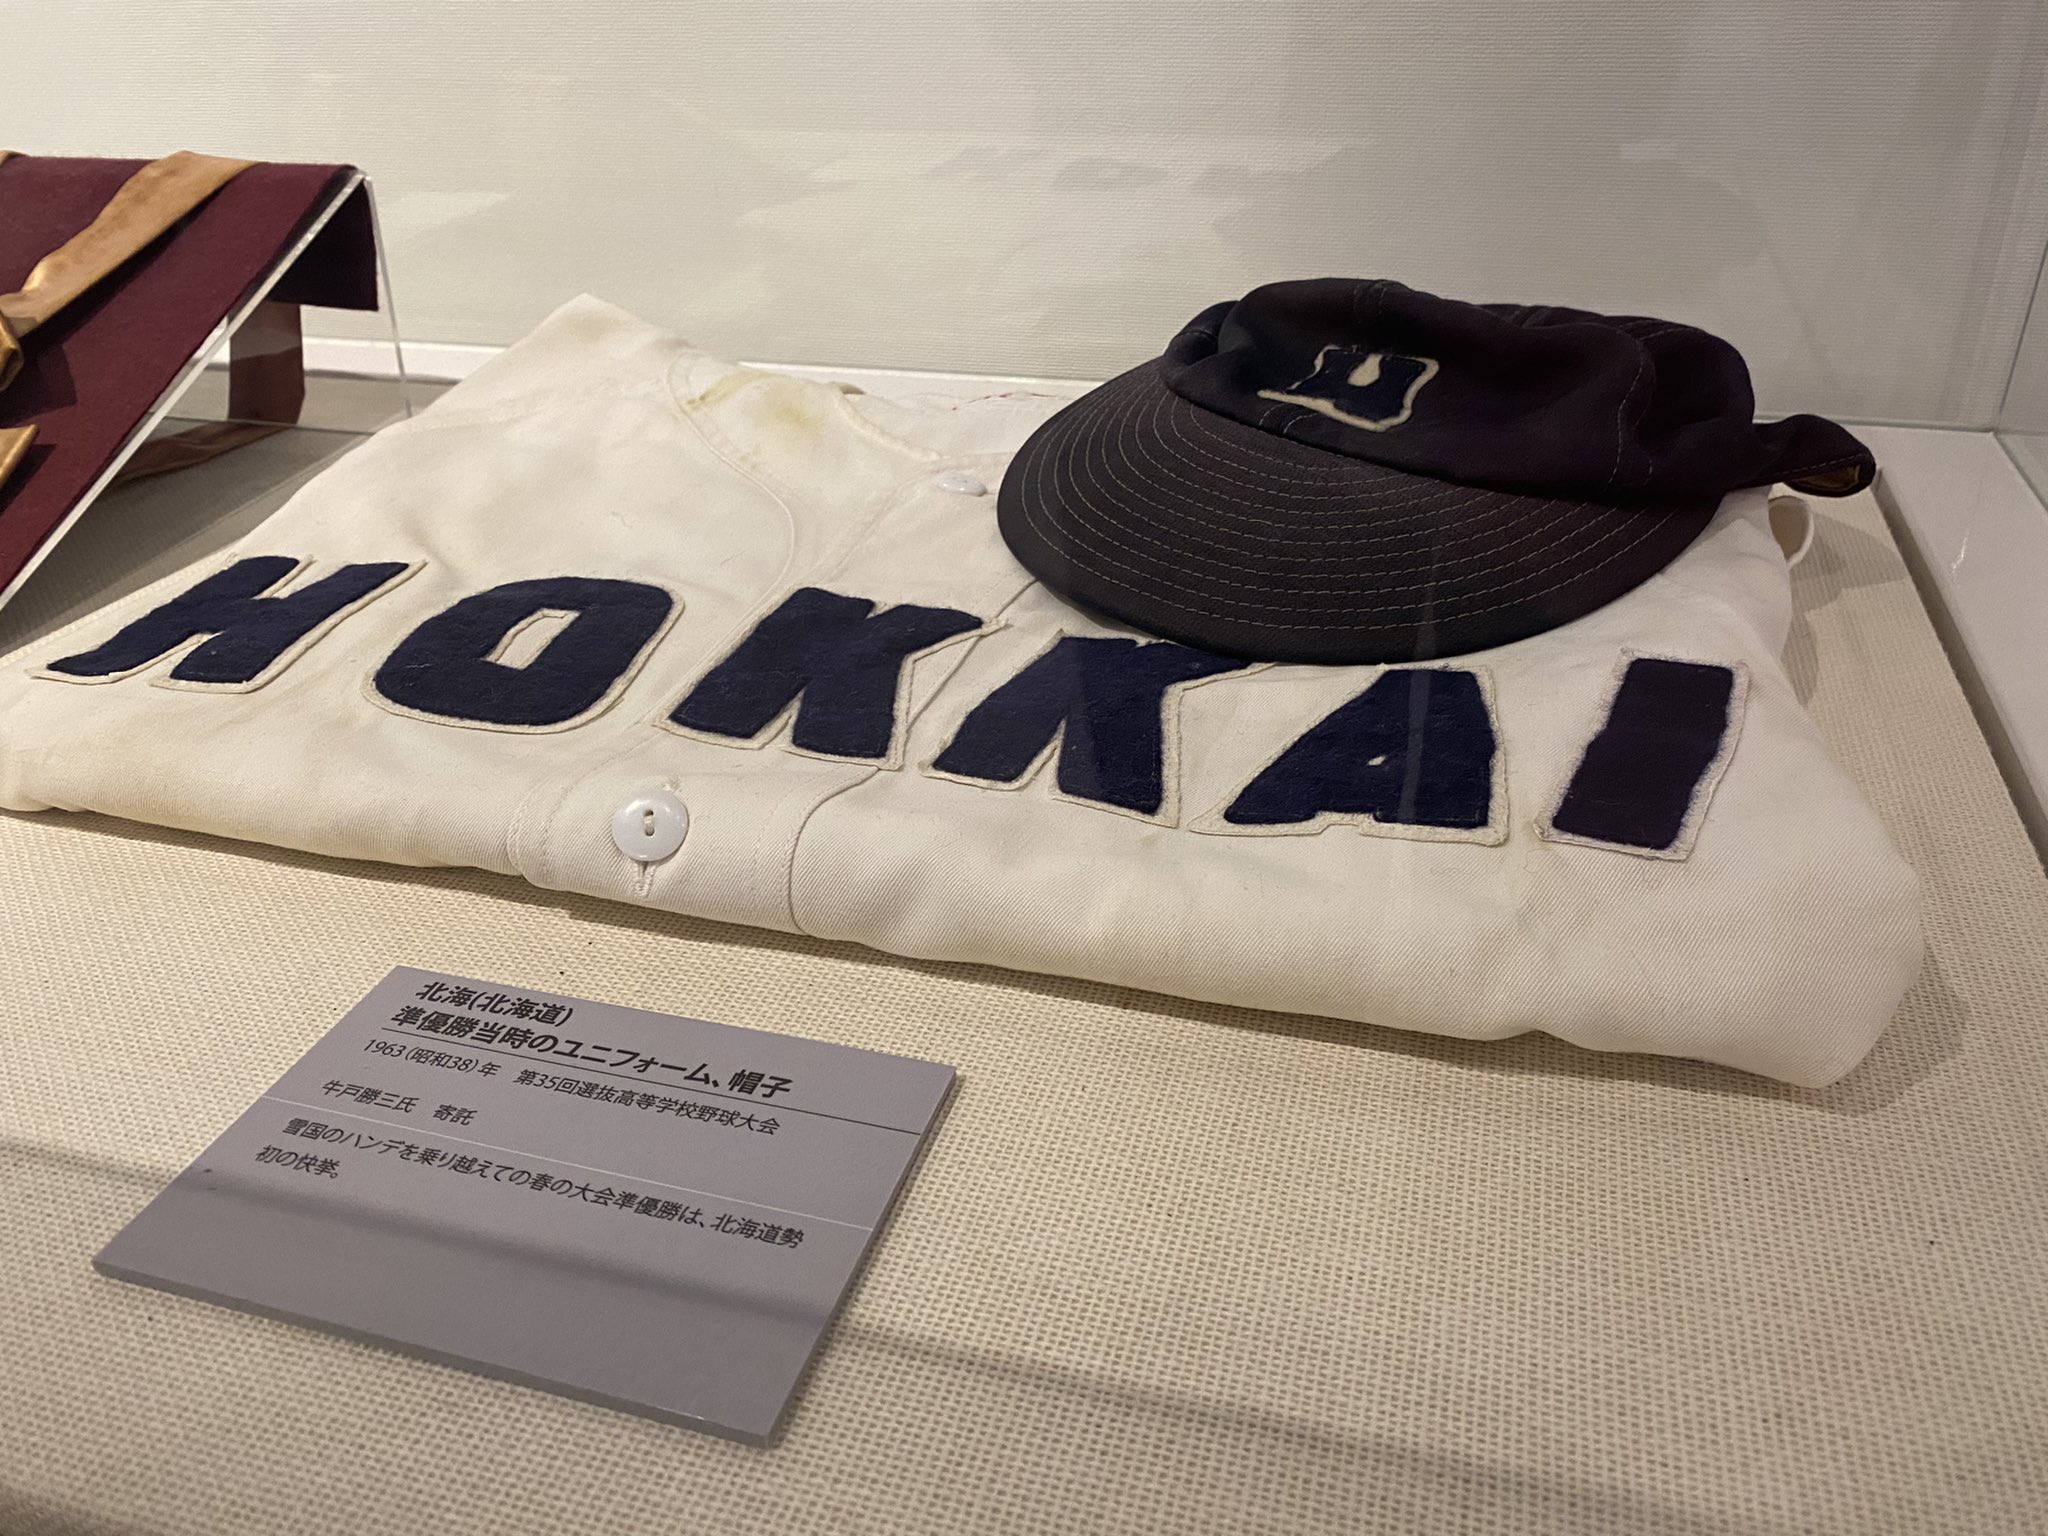 H
HOKKAI
北海(北海道)
準優勝当時のユニフォーム、帽子
1963(昭和38)年　第35回選抜高等学校野球大会
牛戸勝三氏　寄託
雪国のハンデを乗り越えての春の大会準優勝は、北海道勢
初の快挙。